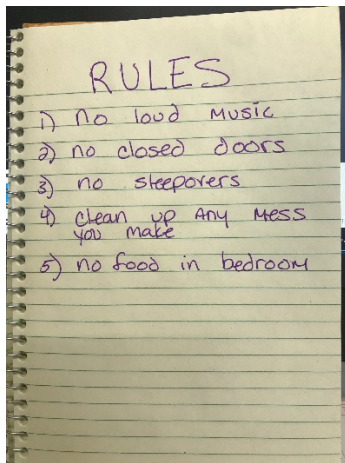 RULES
1) no loud music
2) no closed doors
3) no sleepovers
4) clean up Any mess
you make
5) no food in bedroom